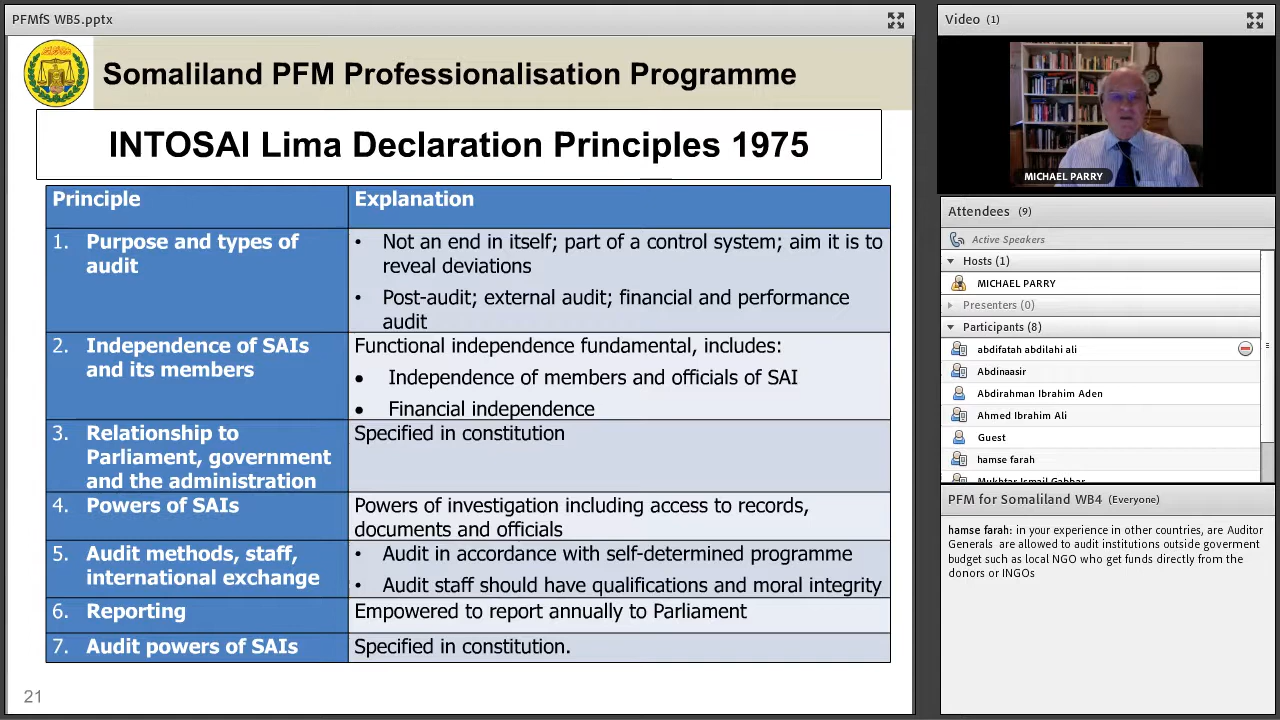 PFMfS WB5.pptx
Somaliland PFM Professionalisation Programme
INTOSAI Lima Declaration Principles 1975
Principle
Explanation
1. Purpose and types of
audit
• Not an end in itself; part of a control system; aim it is to
reveal deviations
• Post-audit; external audit; financial and performance
audit
2. Independence of SAIs
and its members
Functional independence fundamental, includes:
• Independence of members and officials of SAI
• Financial independence
3. Relationship to
Parliament, government
and the administration
Specified in constitution
4. Powers of SAIs
Powers of investigation including access to records,
documents and officials
5. Audit methods, staff,
international exchange
• Audit in accordance with self-determined programme
• Audit staff should have qualifications and moral integrity
6. Reporting
Empowered to report annually to Parliament
7. Audit powers of SAIs
Specified in constitution.
21
Video (1)
MICHAEL PARRY
Attendees (9)
Active Speakers
Hosts (1)
MICHAEL PARRY
Presenters (0)
Participants (8)
abdifatah abdilahi ali
Abdinaasir
Abdirahman Ibrahim Aden
Ahmed Ibrahim Ali
Guest
hamse farah
Mukhtar Ismail Gabbar
PFM for Somaliland WB4 (Everyone)
hamse farah: in your experience in other countries, are Auditor
Generals are allowed to audit institutions outside goverment
budget such as local NGO who get funds directly from the
donors or INGOs